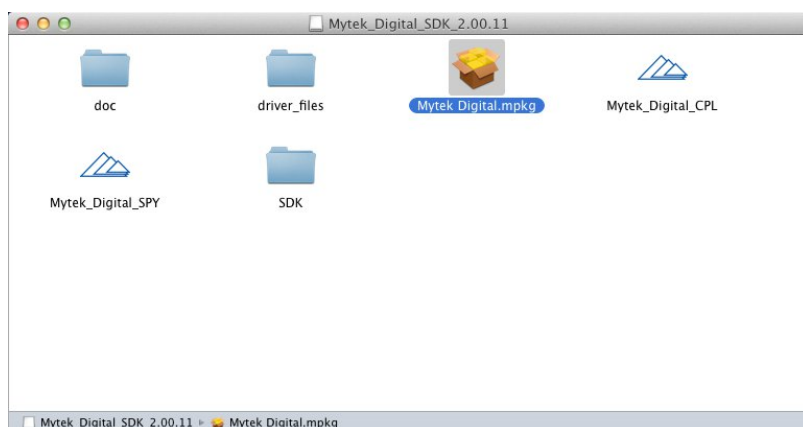 Mytek_Digital_SDK_2.00.11
doc
driver_files
Mytek Digital.mpkg
Mytek_Digital_CPL
Mytek_Digital_SPY
SDK
Mytek_Digital_SDK_2.00.11 ▸ Mytek Digital.mpkg